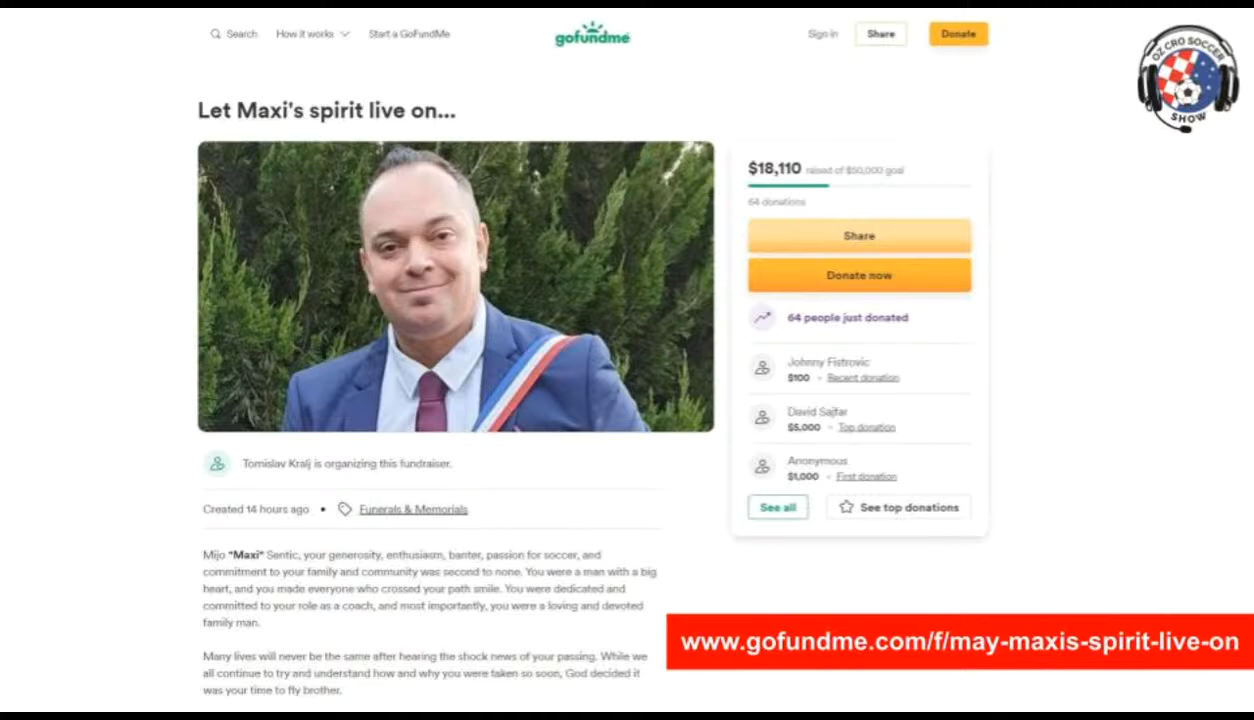 Search How it works Start a GoFundMe
gofundme
Sign in Share Donate
OZ CRO SOCCER
SHOW
Let Maxi's spirit live on...
$18,110 raised of $50,000 goal
64 donations
Share
Donate now
64 people just donated
Johnny Fistrovic
$100 • Recent donation
David Sajfar
$5,000 • Top donation
Anonymous
$1,000 • First donation
See all See top donations
Tomislav Kralj is organizing this fundraiser.
Created 14 hours ago • Funerals & Memorials
Mijo "Maxi" Sentic, your generosity, enthusiasm, banter, passion for soccer, and
commitment to your family and community was second to none. You were a man with a big
heart, and you made everyone who crossed your path smile. You were dedicated and
committed to your role as a coach, and most importantly, you were a loving and devoted
family man.
Many lives will never be the same after hearing the shock news of your passing. While we
all continue to try and understand how and why you were taken so soon, God decided it
was your time to fly brother.
www.gofundme.com/f/may-maxis-spirit-live-on